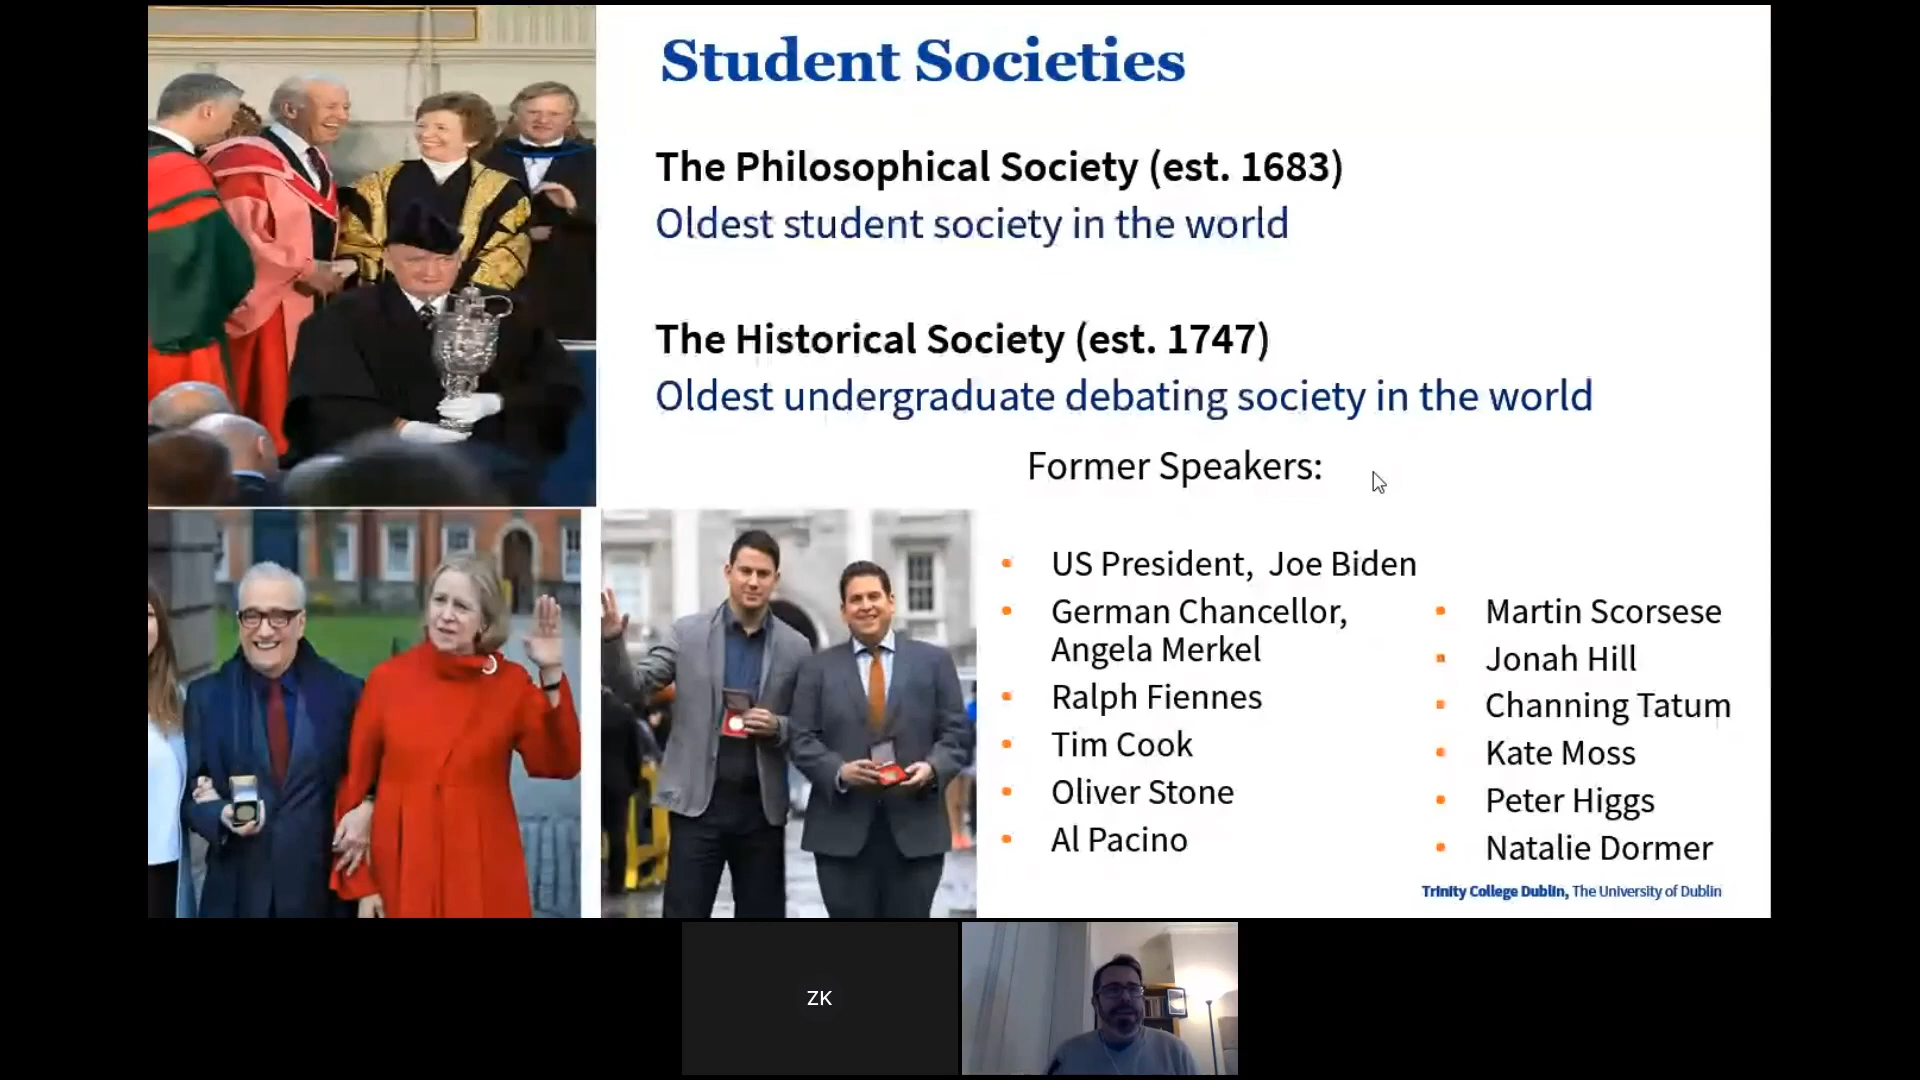 Student Societies
The Philosophical Society (est. 1683)
Oldest student society in the world
The Historical Society (est. 1747)
Oldest undergraduate debating society in the world
Former Speakers:
US President, Joe Biden
German Chancellor,
Angela Merkel
Ralph Fiennes
Tim Cook
Oliver Stone
Al Pacino
Martin Scorsese
Jonah Hill
Channing Tatum
Kate Moss
Peter Higgs
Natalie Dormer
Trinity College Dublin, The University of Dublin
ZK